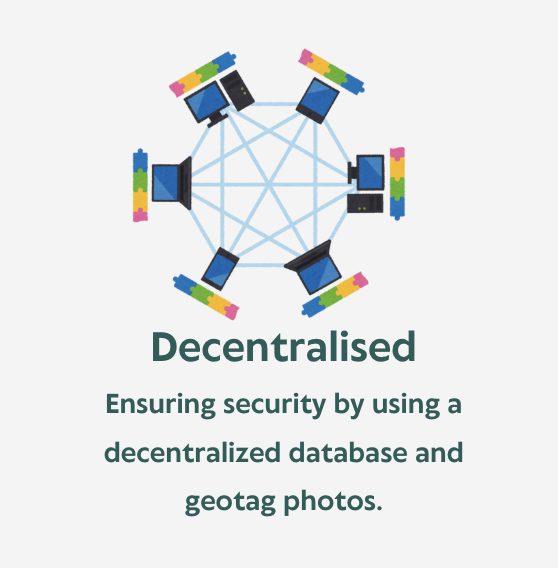 Decentralised
Ensuring security by using a
decentralized database and
geotag photos.